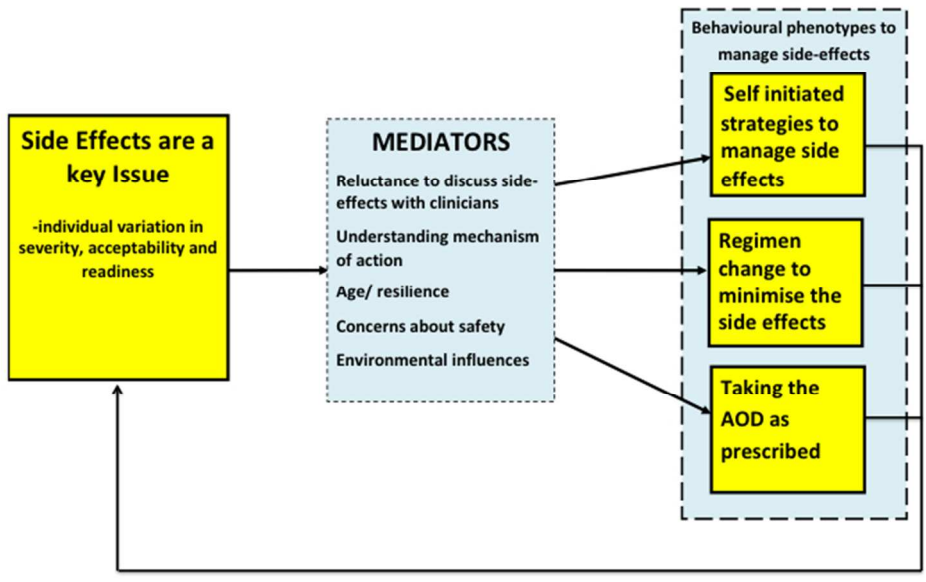 Side Effects are a
key Issue
-individual variation in
severity, acceptability and
readiness
MEDIATORS
Reluctance to discuss side-
effects with clinicians
Understanding mechanism
of action
Age/ resilience
Concerns about safety
Environmental influences
Behavioural phenotypes to
manage side-effects
Self initiated
strategies to
manage side
effects
Regimen
change to
minimise the
side effects
Taking the
AOD as
prescribed